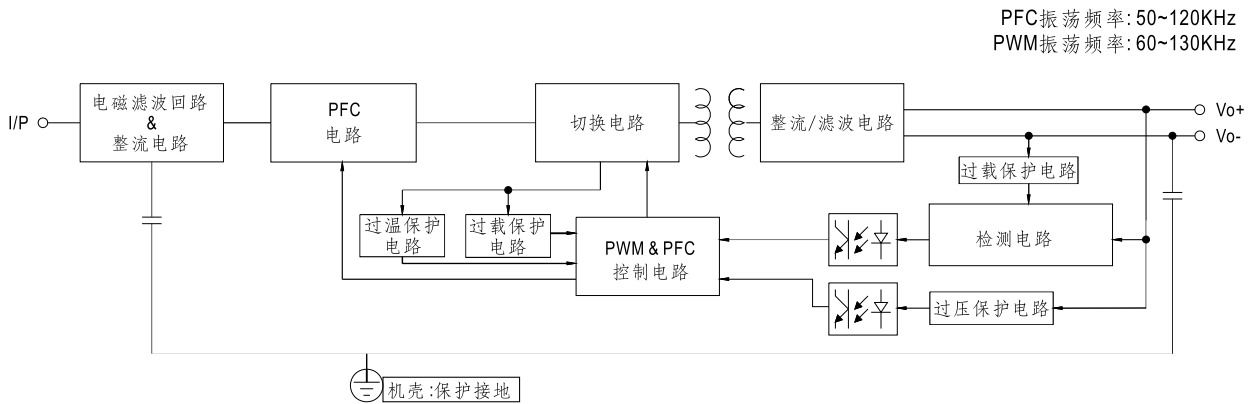 PFC振荡频率: 50~120KHz
PWM振荡频率: 60~130KHz
I/P
电磁滤波回路
&
整流电路
PFC
电路
切换电路
整流/滤波电路
Vo+
Vo-
过载保护电路
过温保护
电路
过载保护
电路
PWM & PFC
控制电路
检测电路
过压保护电路
机壳:保护接地